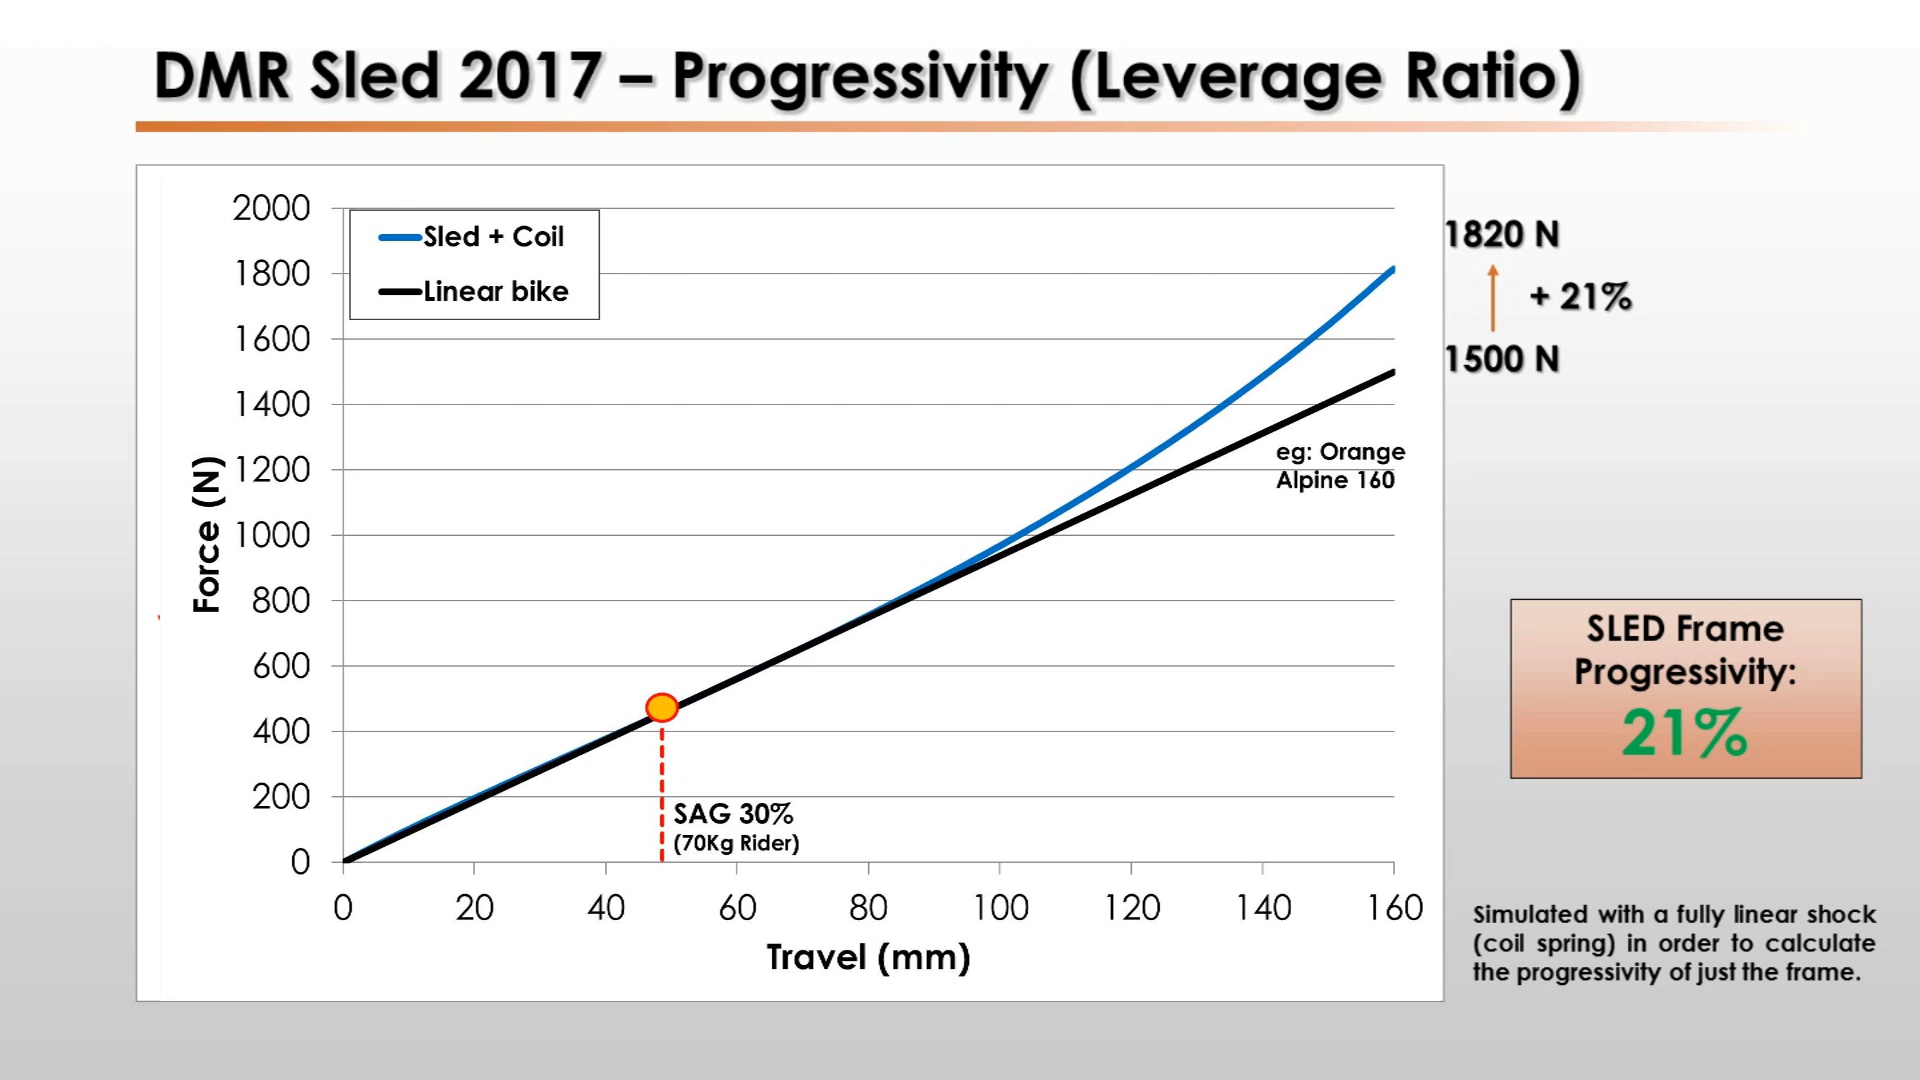 DMR Sled 2017 – Progressivity (Leverage Ratio)
2000
1800
1600
1400
1200
1000
800
600
400
200
0
Force (N)
Sled + Coil
Linear bike
eg: Orange
Alpine 160
SAG 30%
(70Kg Rider)
0 20 40 60 80 100 120 140 160
Travel (mm)
1820 N
+ 21%
1500 N
SLED Frame
Progressivity:
21%
Simulated with a fully linear shock
(coil spring) in order to calculate
the progressivity of just the frame.